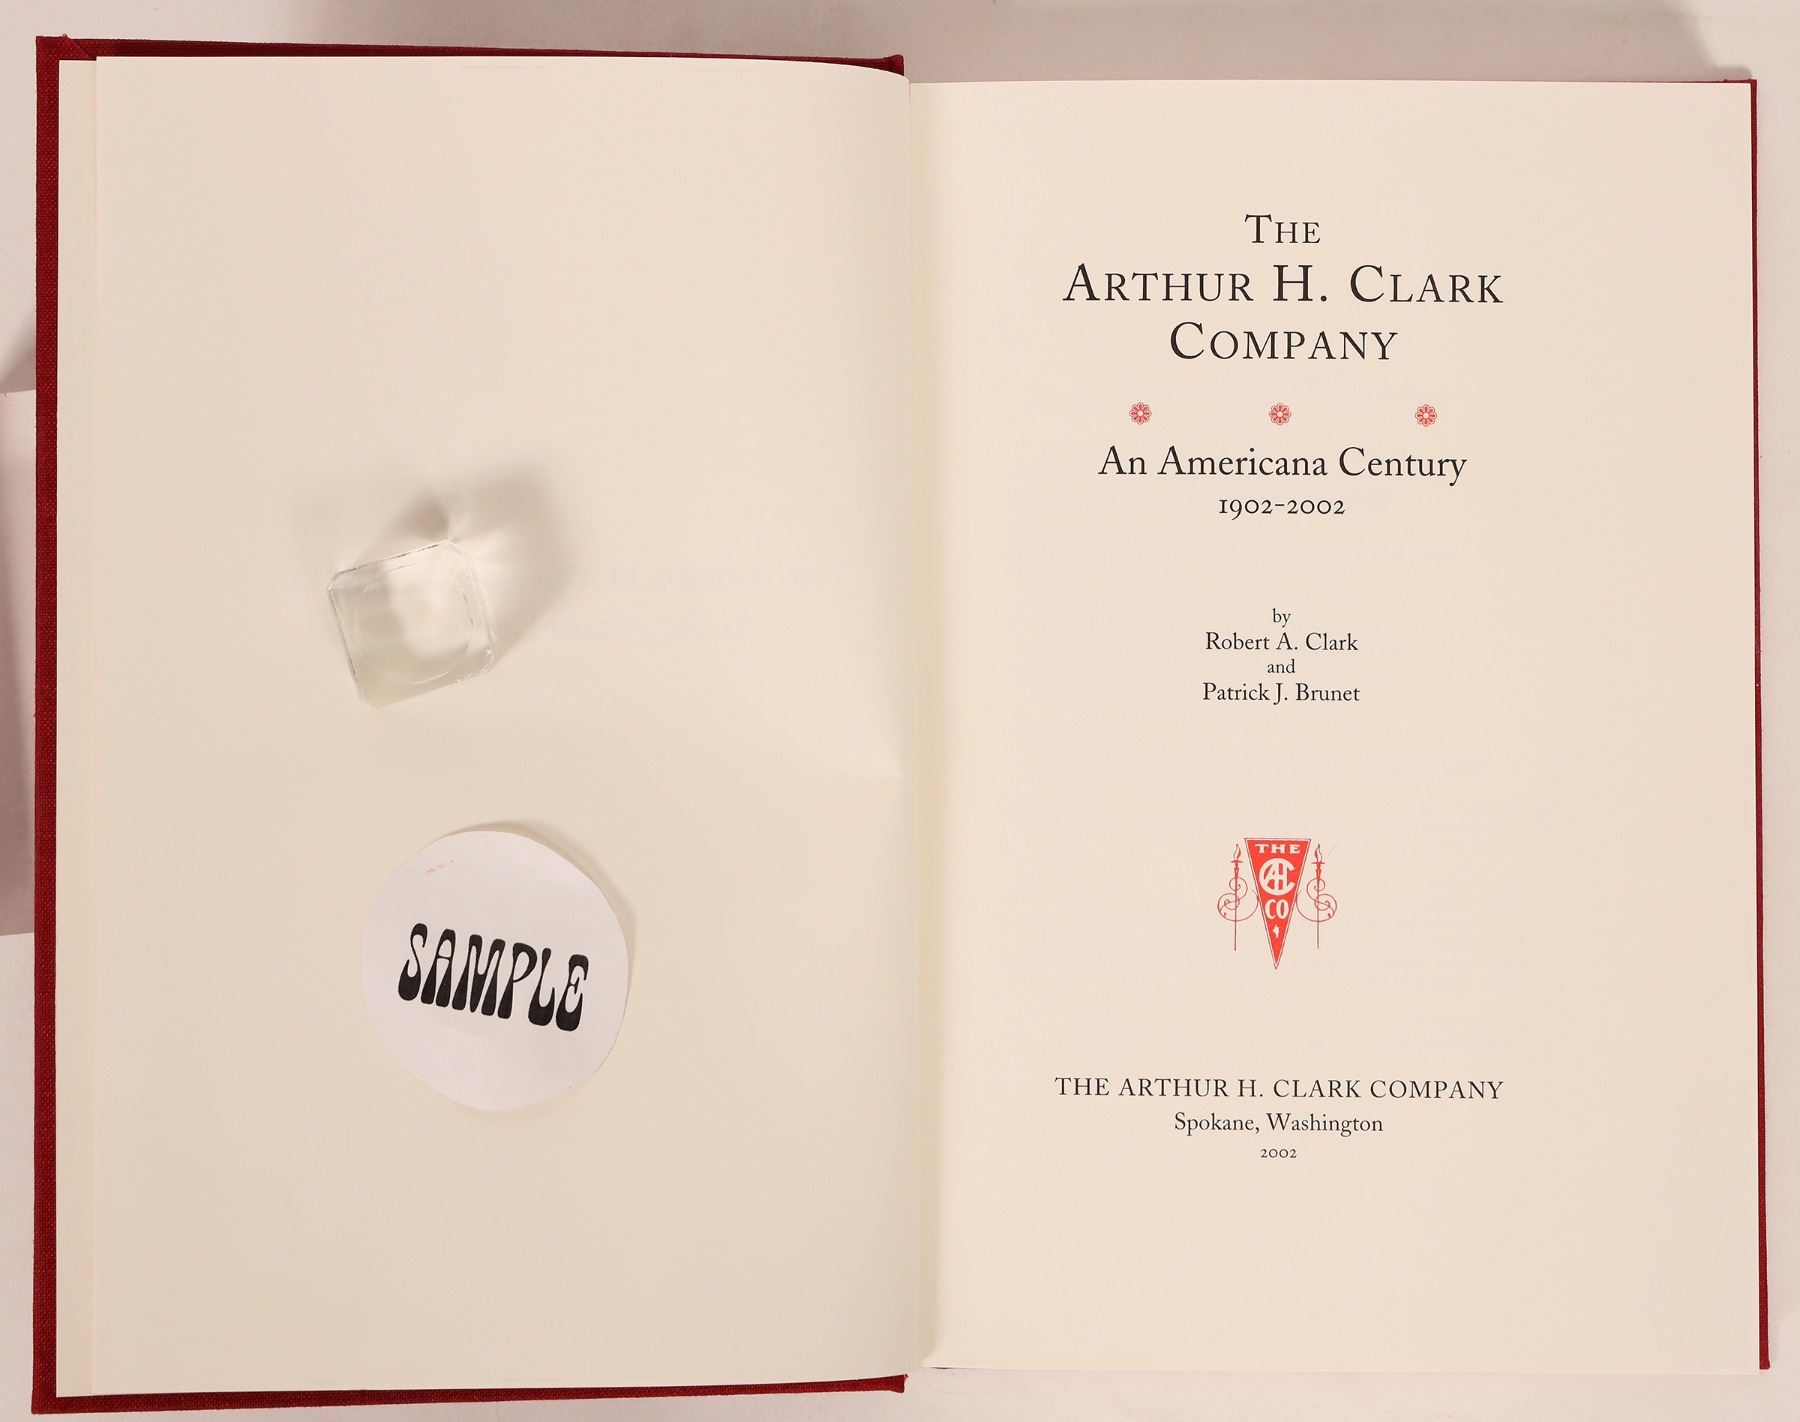 SAMPLE
THE
ARTHUR H. CLARK
COMPANY
An Americana Century
1902-2002
by
Robert A. Clark
and
Patrick J. Brunet
THE
AHC
CO
THE ARTHUR H. CLARK COMPANY
Spokane, Washington
2002